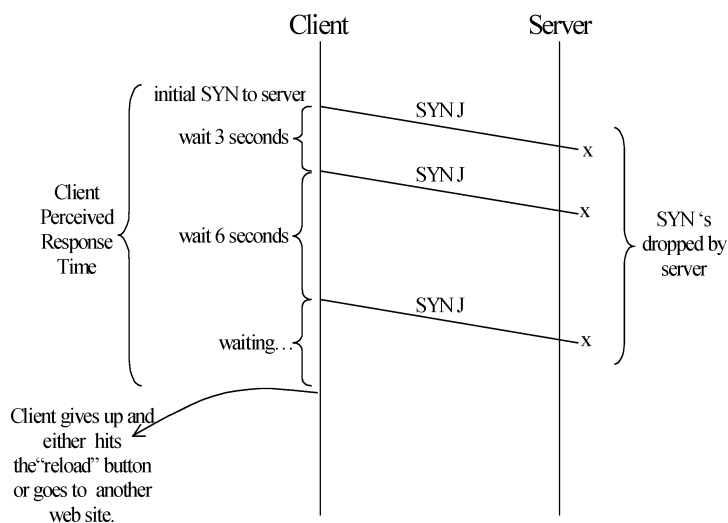 Client
Server
initial SYN to server
SYN J
wait 3 seconds
x
SYN J
Client
Perceived
Response
Time
wait 6 seconds
x
SYN ‘s
dropped by
server
SYN J
waiting…
x
Client gives up and
either hits
the“reload” button
or goes to another
web site.